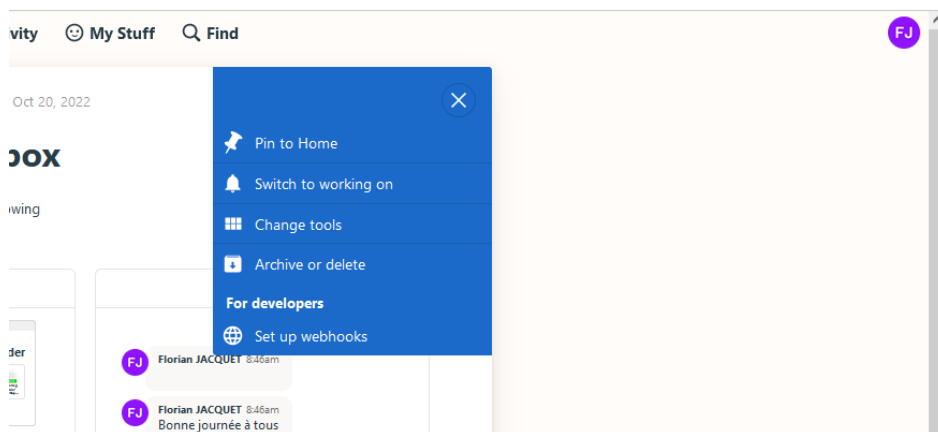 vity My Stuff Find FJ
Oct 20, 2022
box
wing
Pin to Home
Switch to working on
Change tools
Archive or delete
For developers
Set up webhooks
der
FJ Florian JACQUET 8:46am
FJ Florian JACQUET 8:46am
Bonne journée à tous